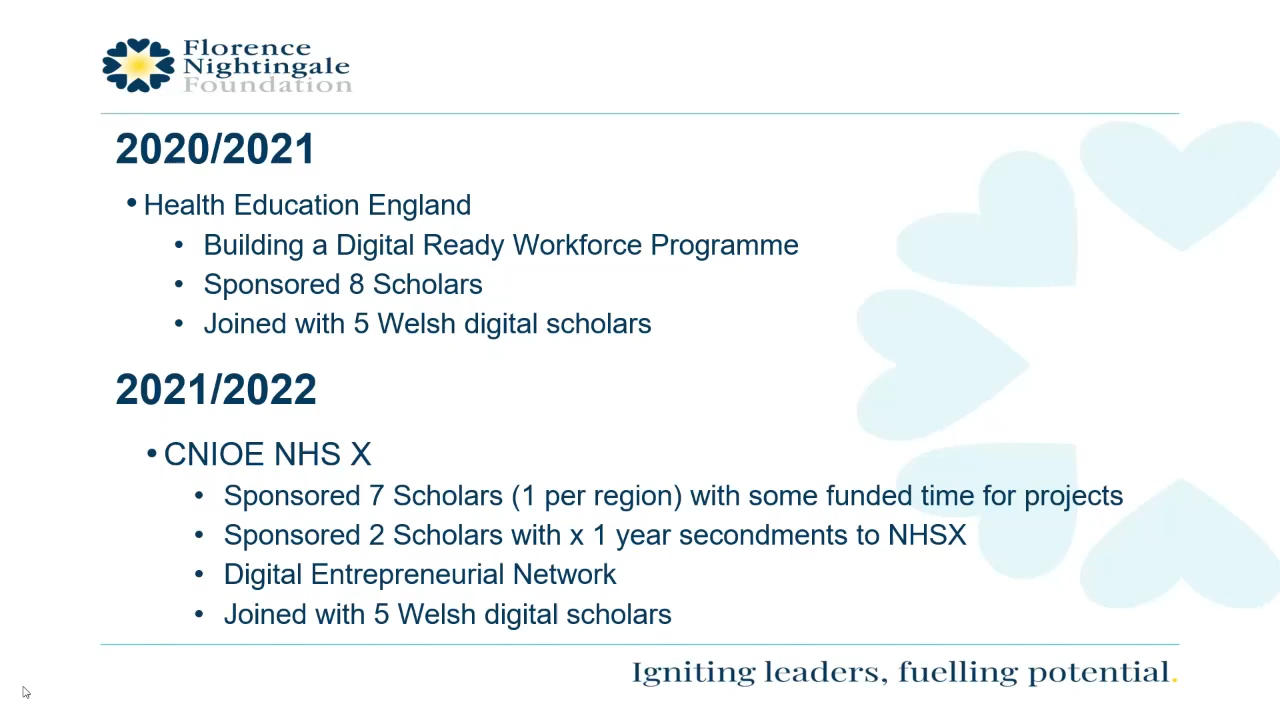 Florence
Nightingale
Foundation
2020/2021
• Health Education England
• Building a Digital Ready Workforce Programme
• Sponsored 8 Scholars
• Joined with 5 Welsh digital scholars
2021/2022
• CNIOE NHS X
• Sponsored 7 Scholars (1 per region) with some funded time for projects
• Sponsored 2 Scholars with x 1 year secondments to NHSX
• Digital Entrepreneurial Network
• Joined with 5 Welsh digital scholars
Igniting leaders, fuelling potential.